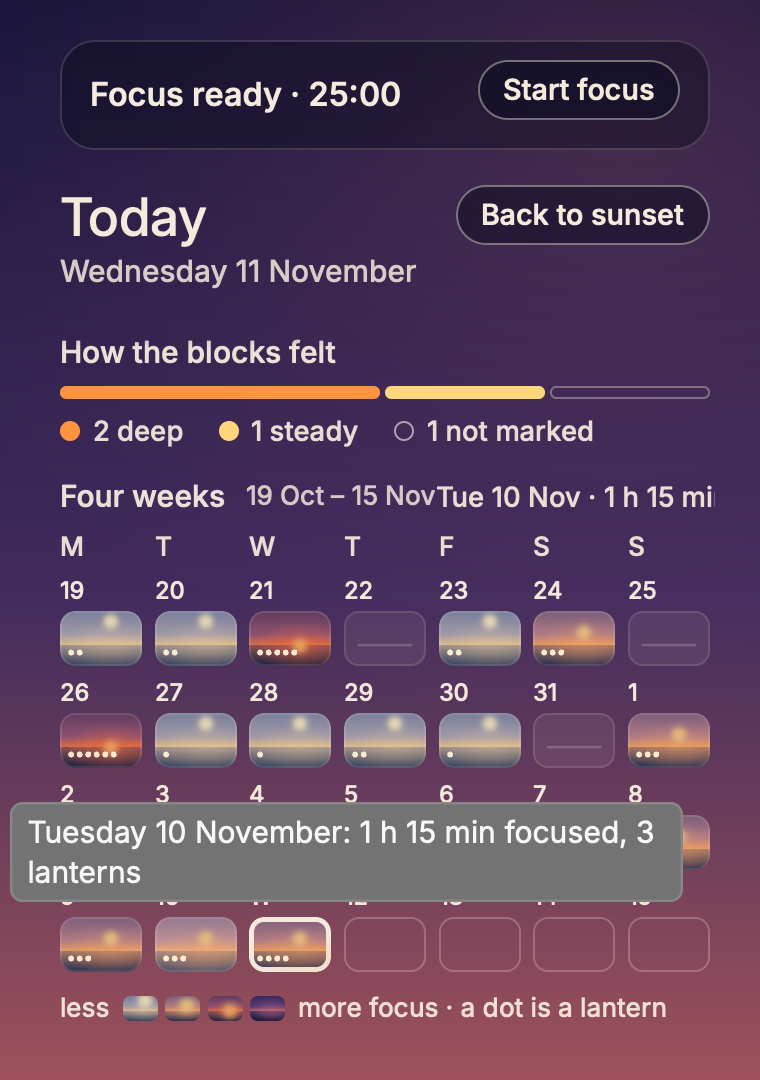 Focus ready · 25:00
Start focus
Today
Back to sunset
Wednesday 11 November
How the blocks felt
2 deep
1 steady
1 not marked
Four weeks 19 Oct – 15 Nov Tue 10 Nov · 1 h 15 mi
M T W T F S S
19 20 21 22 23 24 25
26 27 28 29 30 31 1
2 3 4 5 6 7 8
Tuesday 10 November: 1 h 15 min focused, 3
lanterns
less
more focus · a dot is a lantern